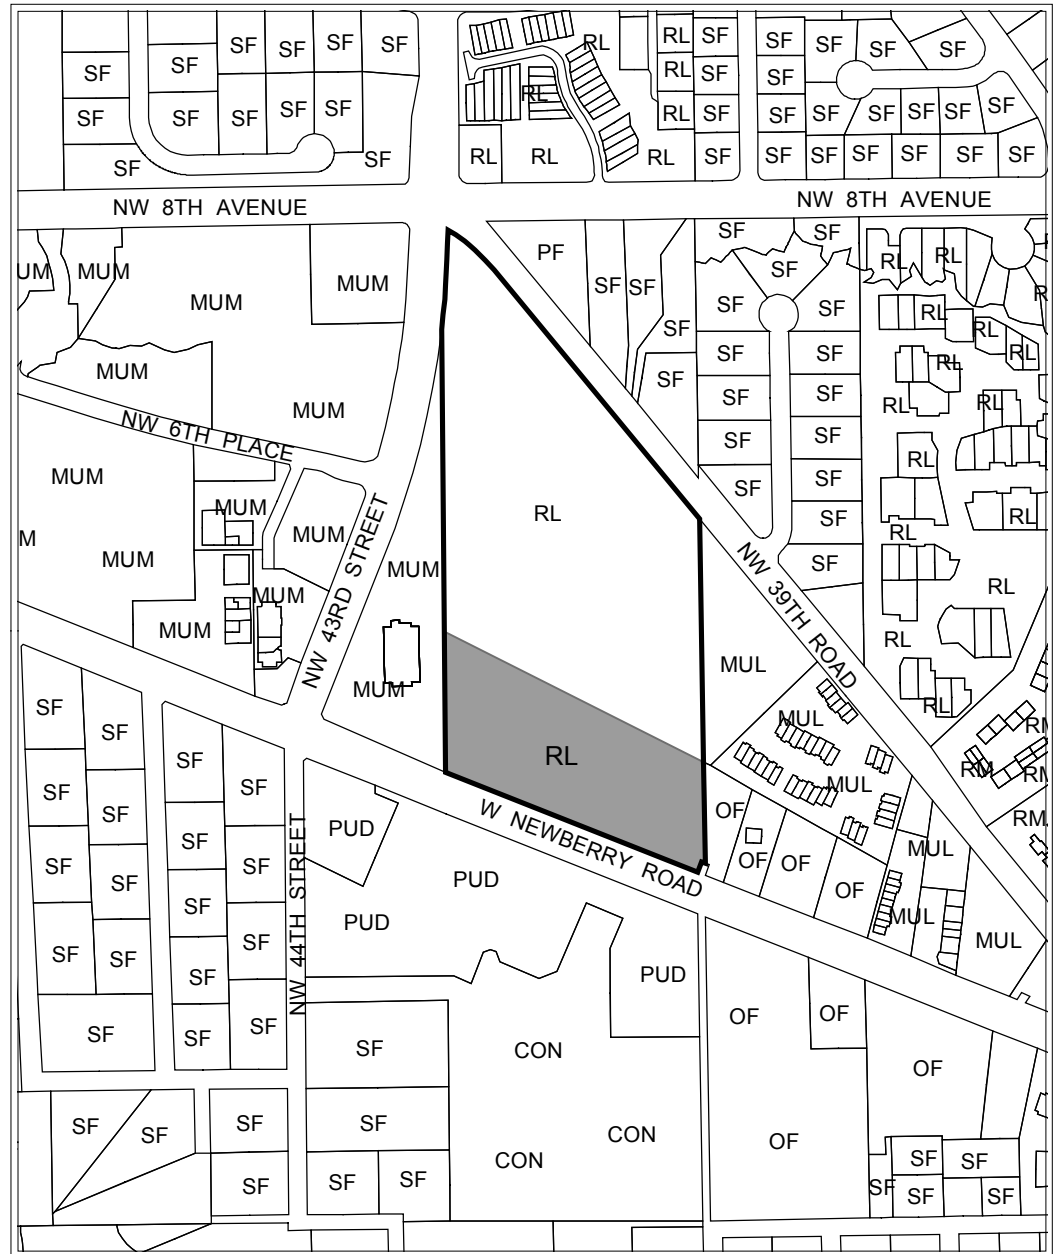 SF SF SF SF RL RL SF SF SF SF SF
SF SF RL SF SF
SF SF SF SF SF RL RL SF SF SF SF SF SF
SF SF RL RL RL SF SF SF SF SF SF SF
NW 8TH AVENUE
NW 8TH AVENUE
PF SF SF
MUM MUM MUM MUM SF SF SF RL RL
SF SF SF RL
SF RL
MUM SF SF SF RL RL
MUM SF SF RL RL
NW 6TH PLACE
SF SF
MUM SF SF RL
MUM MUM RL SF RL
NW 43RD STREET
MUM MUM SF RL
NW 39TH ROAD
MUM MUM RL
MUM RL
MUM MUL
SF MUL RL
SF
SF SF RL RM
SF SF MUL
W NEWBERRY ROAD
SF SF PUD OF
NW 44TH STREET
SF SF OF OF MUL
SF PUD OF
SF PUD MUL
SF SF SF MUL
SF PUD
SF SF SF OF OF
SF CON OF
SF SF SF SF CON OF
SF SF SF CON SF SF
SF SF SF